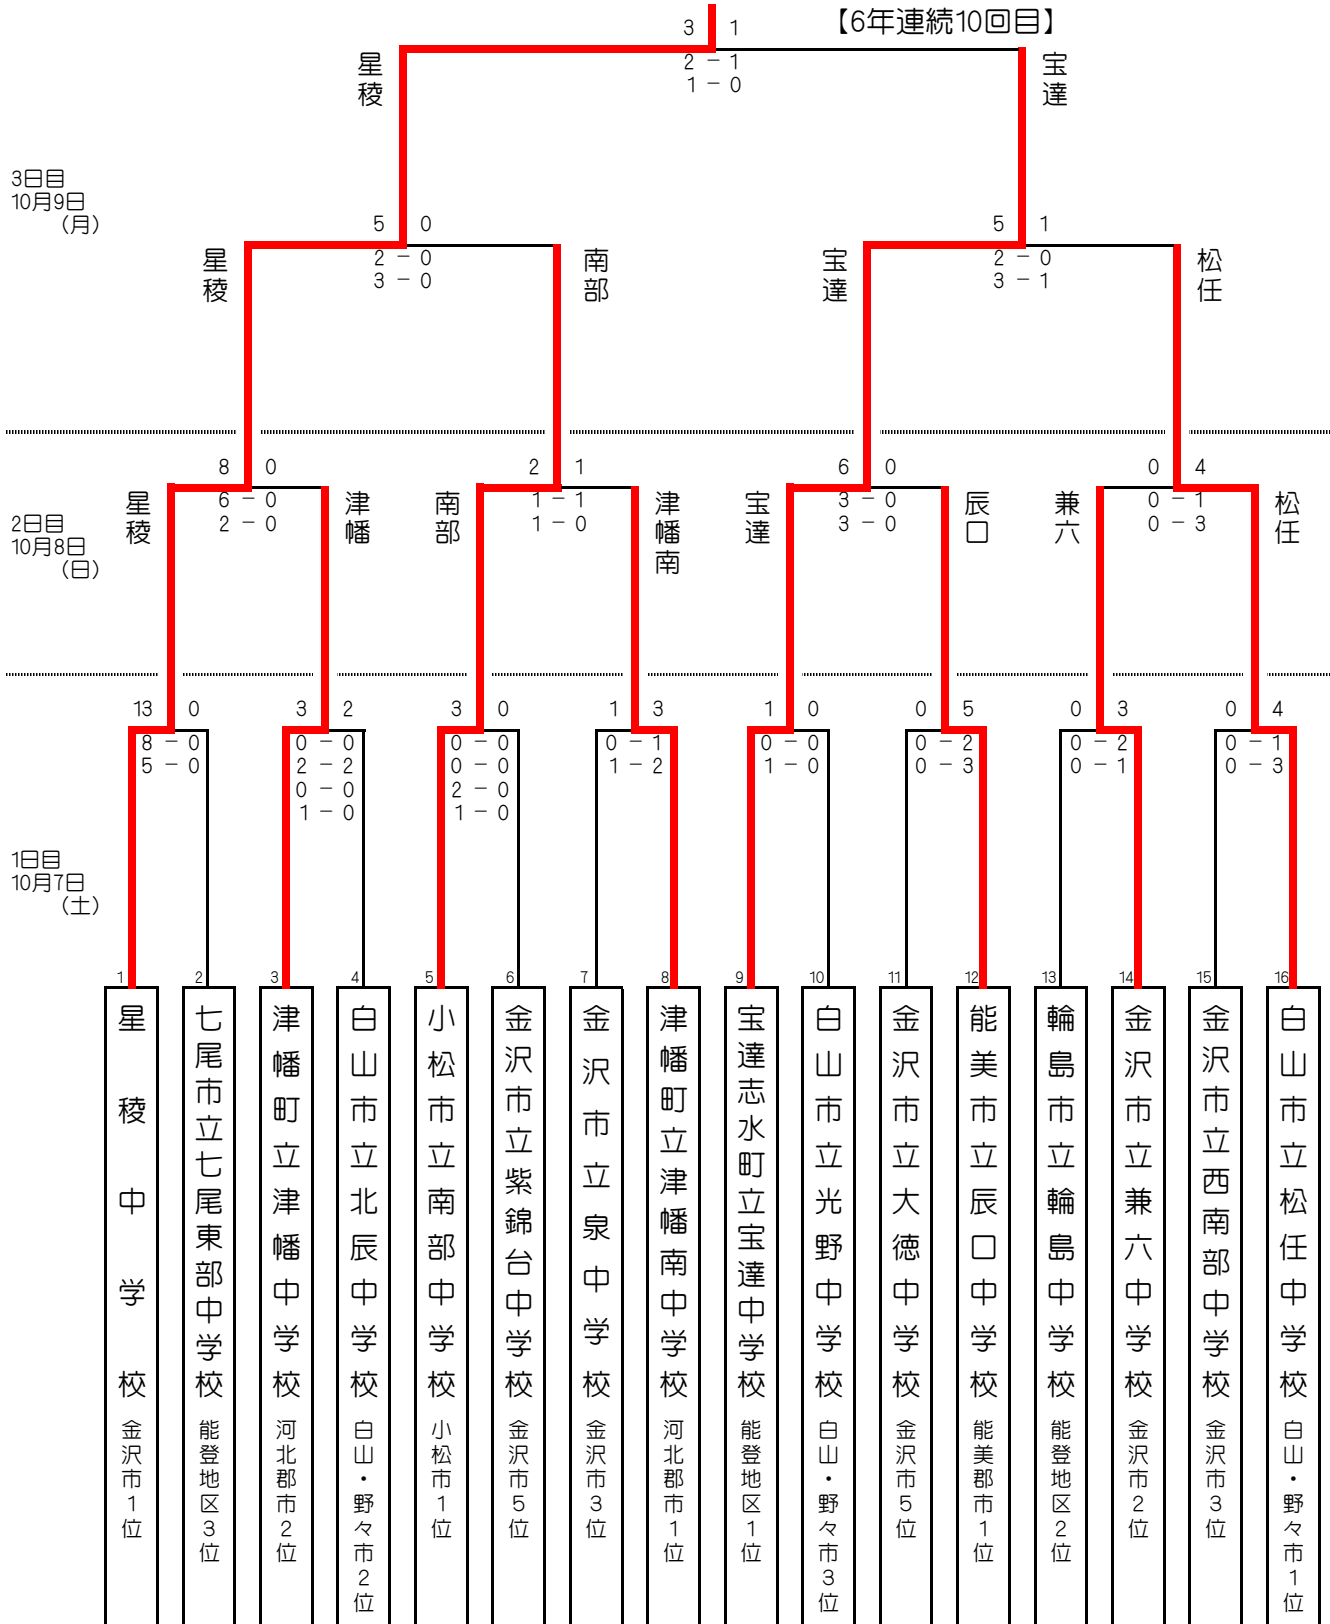 【6年連続10回目】
3 1
星稜
2 － 1
1 － 0
宝達
3日目
10月9日
（月）
5 0
星稜
2 － 0
3 － 0
南部
5 1
宝達
2 － 0
3 － 1
松任
2日目
10月8日
（日）
8 0
星稜
6 － 0
2 － 0
津幡
2 1
南部
1 － 1
1 － 0
津幡南
6 0
宝達
3 － 0
3 － 0
辰口
0 4
兼六
0 － 1
0 － 3
松任
1日目
10月7日
（土）
13 0
8 － 0
5 － 0
3 2
0 － 0
2 － 2
0 － 0
1 － 0
3 0
0 － 0
0 － 0
2 － 0
1 － 0
1 3
0 － 1
1 － 2
1 0
0 － 0
1 － 0
0 5
0 － 2
0 － 3
0 3
0 － 2
0 － 1
0 4
0 － 1
0 － 3
1
星稜中学校 金沢市1位
2
七尾市立七尾東部中学校 能登地区3位
3
津幡町立津幡中学校 河北郡市2位
4
白山市立北辰中学校 白山・野々市2位
5
小松市立南部中学校 小松市1位
6
金沢市立紫錦台中学校 金沢市5位
7
金沢市立泉中学校 金沢市3位
8
津幡町立津幡南中学校 河北郡市1位
9
宝達志水町立宝達中学校 能登地区1位
10
白山市立光野中学校 白山・野々市3位
11
金沢市立大徳中学校 金沢市5位
12
能美市立辰口中学校 能美郡市1位
13
輪島市立輪島中学校 能登地区2位
14
金沢市立兼六中学校 金沢市2位
15
金沢市立西南部中学校 金沢市3位
16
白山市立松任中学校 白山・野々市1位